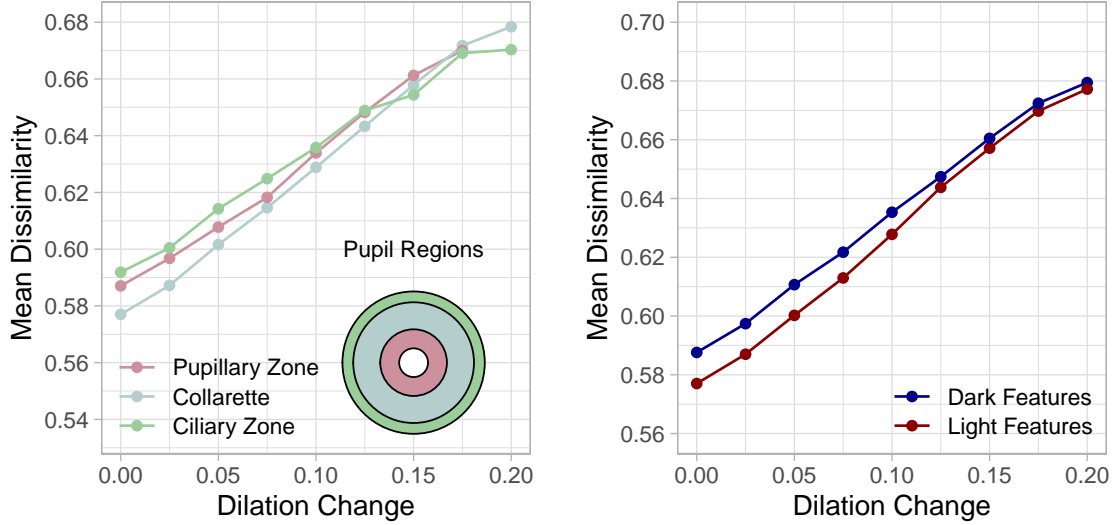 0.68
0.66
0.64
0.62
0.60
0.58
0.56
0.54
Mean Dissimilarity
Pupil Regions
Pupillary Zone
Collarette
Ciliary Zone
0.00 0.05 0.10 0.15 0.20
Dilation Change
0.70
0.68
0.66
0.64
0.62
0.60
0.58
0.56
Mean Dissimilarity
Dark Features
Light Features
0.00 0.05 0.10 0.15 0.20
Dilation Change